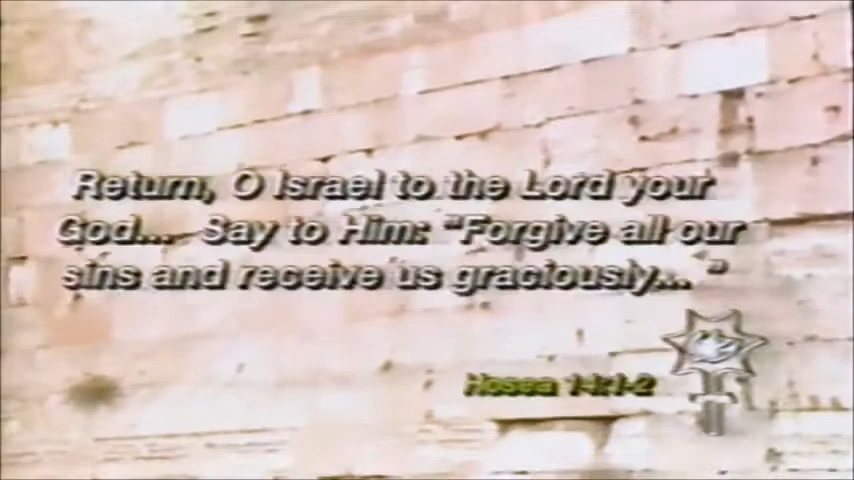 Return, O Israel to the Lord your
God... Say to Him: "Forgive all our
sins and receive us graciously... "
Hosea 14:1-2